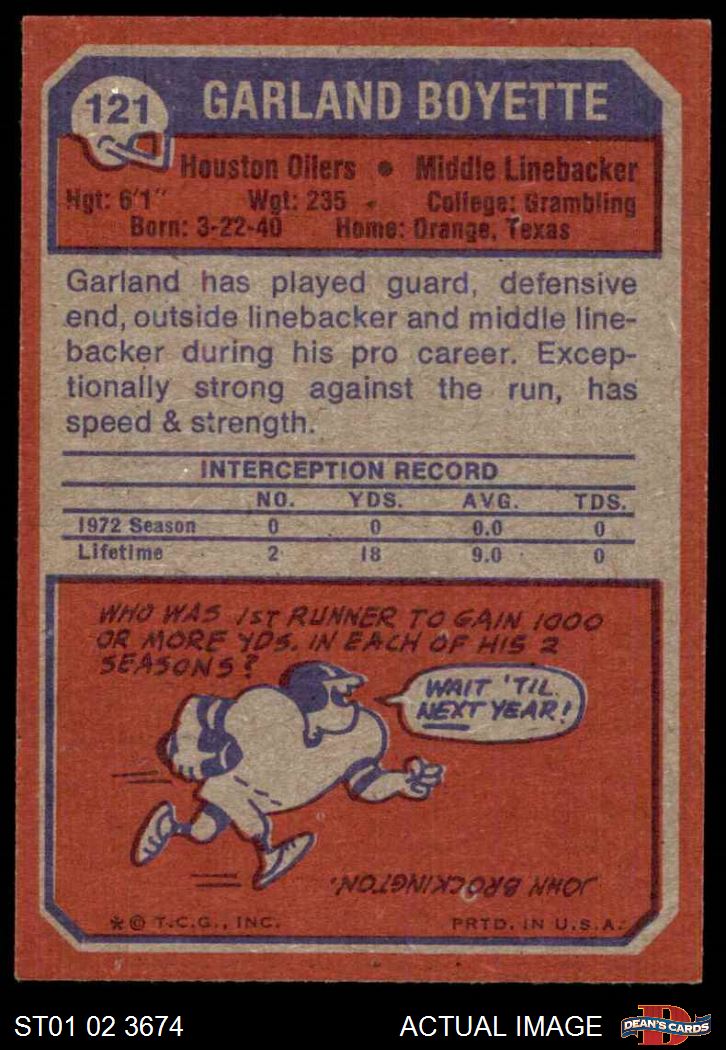 121
GARLAND BOYETTE
Houston Oilers • Middle Linebacker
Hgt: 6'1" Wgt: 235 College: Grambling
Born: 3-22-40 Home: Orange, Texas
Garland has played guard, defensive
end, outside linebacker and middle line-
backer during his pro career. Excep-
tionally strong against the run, has
speed & strength.
INTERCEPTION RECORD
NO. YDS. AVG. TDS.
1972 Season 0 0 0.0 0
Lifetime 2 18 9.0 0
WHO WAS 1ST RUNNER TO GAIN 1000
OR MORE YDS. IN EACH OF HIS 2
SEASONS?
WAIT 'TIL
NEXT YEAR!
JOHN BROCKINGTON.
* © T.C.G., INC. PRTD. IN U.S.A.
ST01 02 3674 ACTUAL IMAGE
D
DEAN'S CARDS